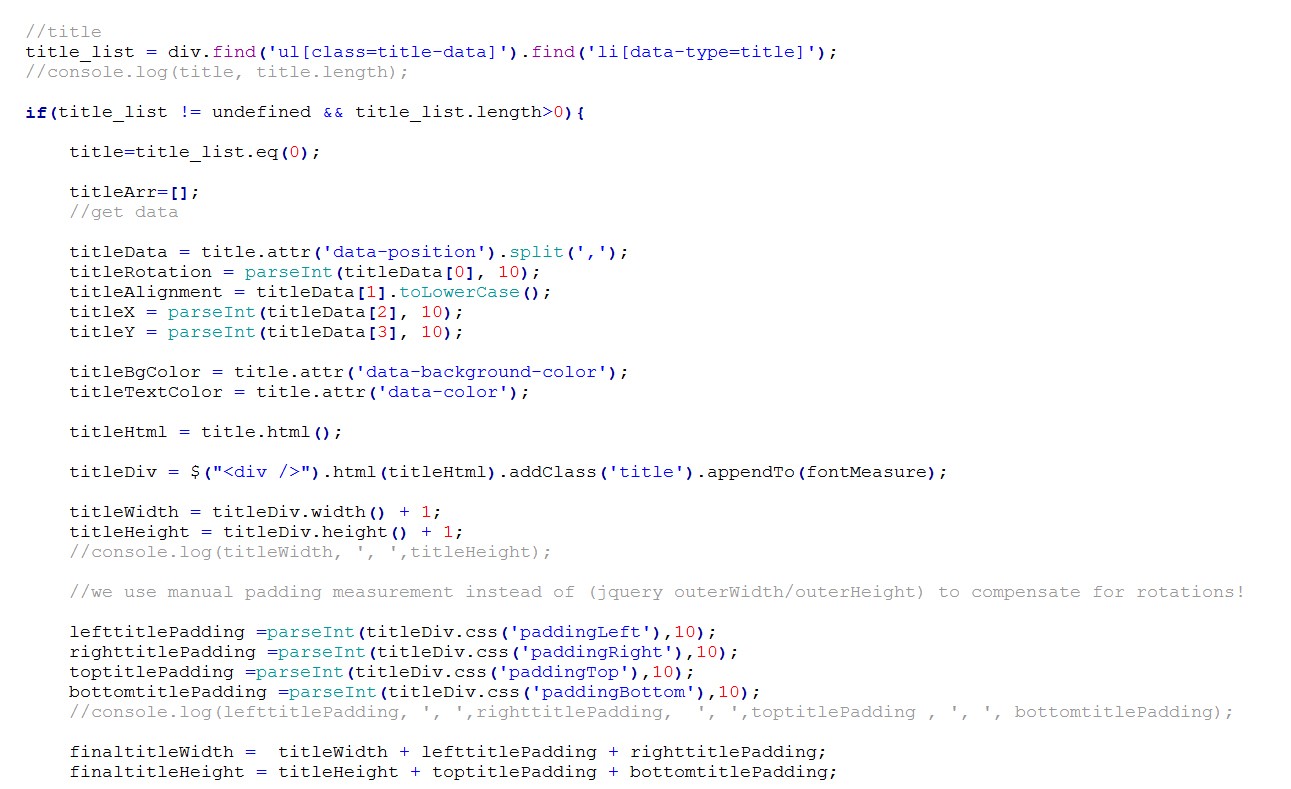 //title
title_list = div.find('ul[class=title-data]').find('li[data-type=title]');
//console.log(title, title.length);
if(title_list != undefined && title_list.length>0){
title=title_list.eq(0);
titleArr=[];
//get data
titleData = title.attr('data-position').split(',');
titleRotation = parseInt(titleData[0], 10);
titleAlignment = titleData[1].toLowerCase();
titleX = parseInt(titleData[2], 10);
titleY = parseInt(titleData[3], 10);
titleBgColor = title.attr('data-background-color');
titleTextColor = title.attr('data-color');
titleHtml = title.html();
titleDiv = $("<div />").html(titleHtml).addClass('title').appendTo(fontMeasure);
titleWidth = titleDiv.width() + 1;
titleHeight = titleDiv.height() + 1;
//console.log(titleWidth, ', ',titleHeight);
//we use manual padding measurement instead of (jquery outerWidth/outerHeight) to compensate for rotations!
lefttitlePadding =parseInt(titleDiv.css('paddingLeft'),10);
righttitlePadding =parseInt(titleDiv.css('paddingRight'),10);
toptitlePadding =parseInt(titleDiv.css('paddingTop'),10);
bottomtitlePadding =parseInt(titleDiv.css('paddingBottom'),10);
//console.log(lefttitlePadding, ', ',righttitlePadding,  ', ',toptitlePadding , ', ', bottomtitlePadding);
finaltitleWidth =  titleWidth + lefttitlePadding + righttitlePadding;
finaltitleHeight = titleHeight + toptitlePadding + bottomtitlePadding;